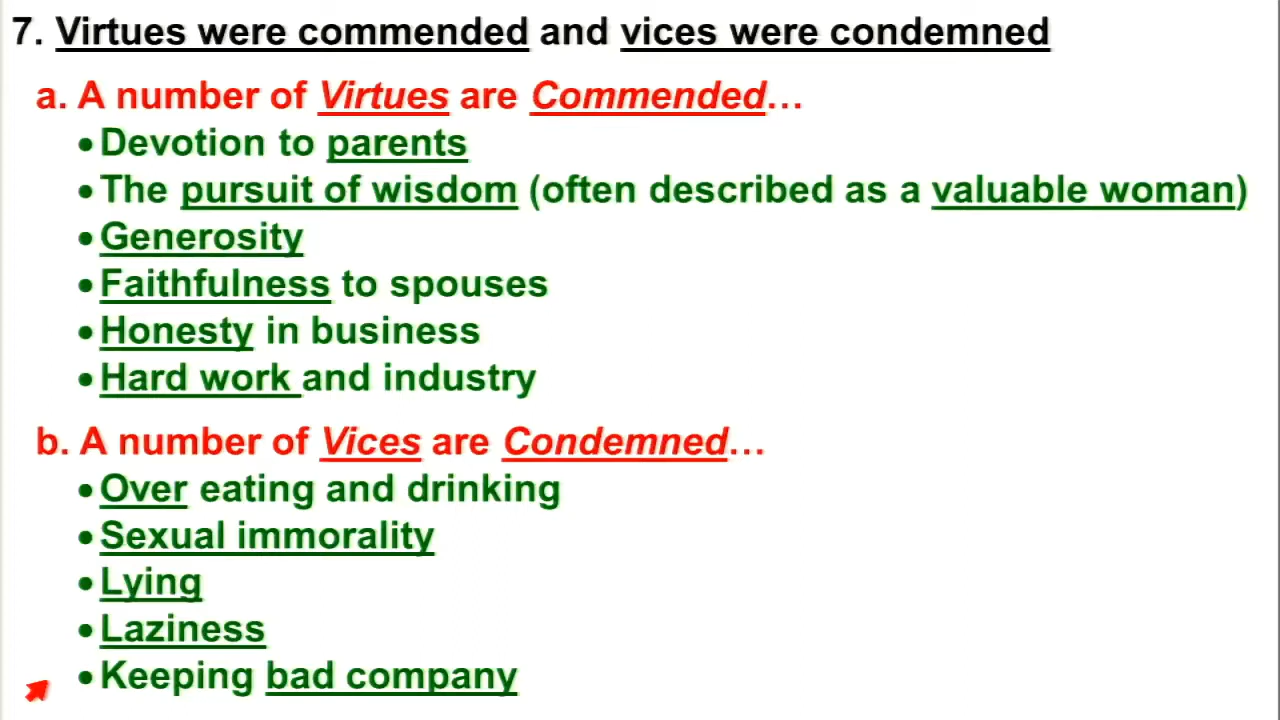 7. Virtues were commended and vices were condemned
a. A number of Virtues are Commended…
•Devotion to parents
•The pursuit of wisdom (often described as a valuable woman)
•Generosity
•Faithfulness to spouses
•Honesty in business
•Hard work and industry
b. A number of Vices are Condemned…
•Over eating and drinking
•Sexual immorality
•Lying
•Laziness
•Keeping bad company